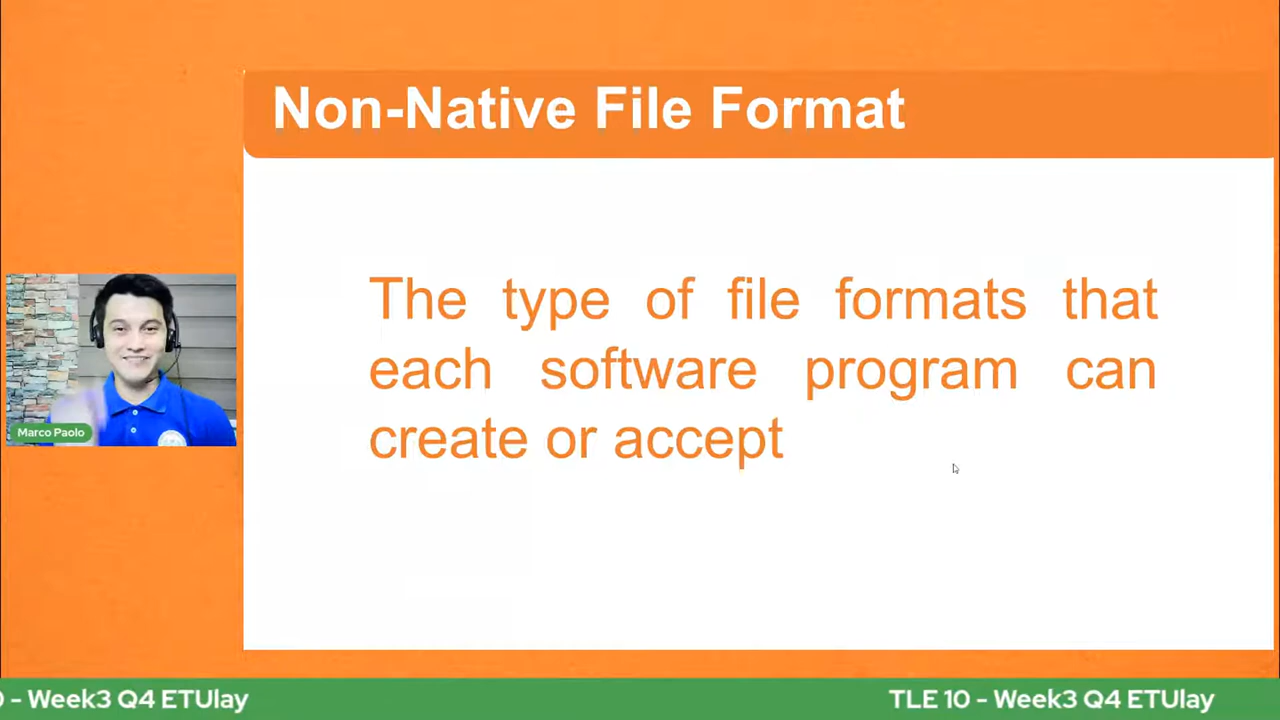 Non-Native File Format
The type of file formats that
each software program can
create or accept
Marco Paolo
- Week3 Q4 ETUlay
TLE 10 - Week3 Q4 ETUlay